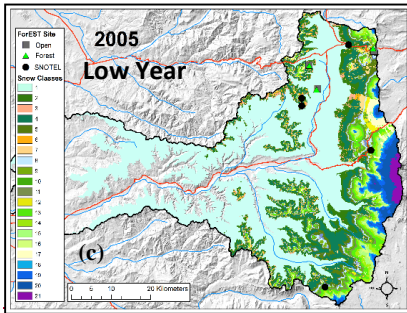 2005
Low Year
ForEST Site
Open
Forest
SNOTEL
Snow Classes
1
2
3
4
5
6
7
8
9
10
11
12
13
14
15
16
17
18
19
20
21
(c)
0 5 10 20 Kilometers
N